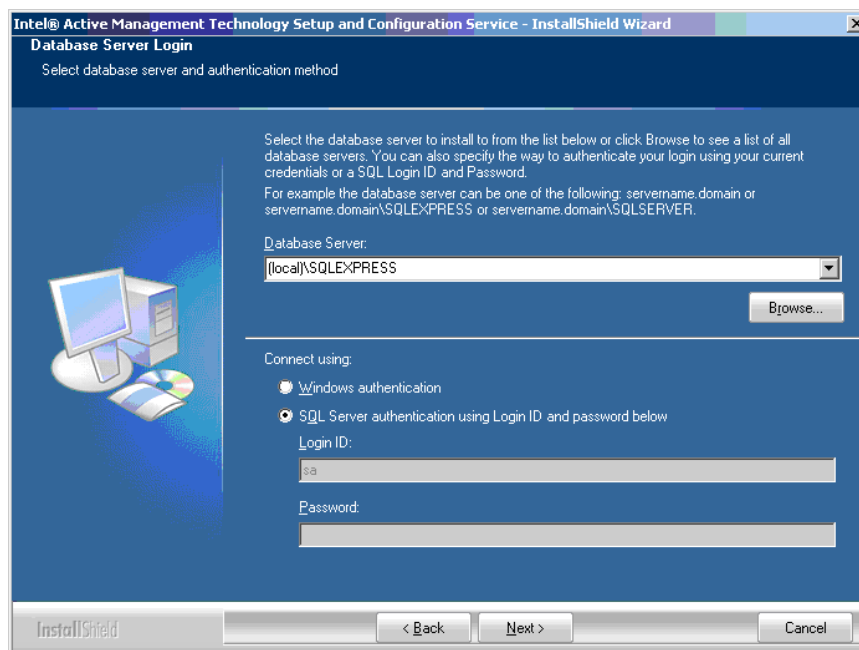 Intel® Active Management Technology Setup and Configuration Service - InstallShield Wizard
Database Server Login
Select database server and authentication method
Select the database server to install to from the list below or click Browse to see a list of all
database servers. You can also specify the way to authenticate your login using your current
credentials or a SQL Login ID and Password.
For example the database server can be one of the following: servername.domain or
servername.domain\SQLEXPRESS or servername.domain\SQLSERVER.
Database Server:
(local)\SQLEXPRESS
Browse...
Connect using:
Windows authentication
SQL Server authentication using Login ID and password below
Login ID:
sa
Password:
InstallShield
< Back
Next >
Cancel